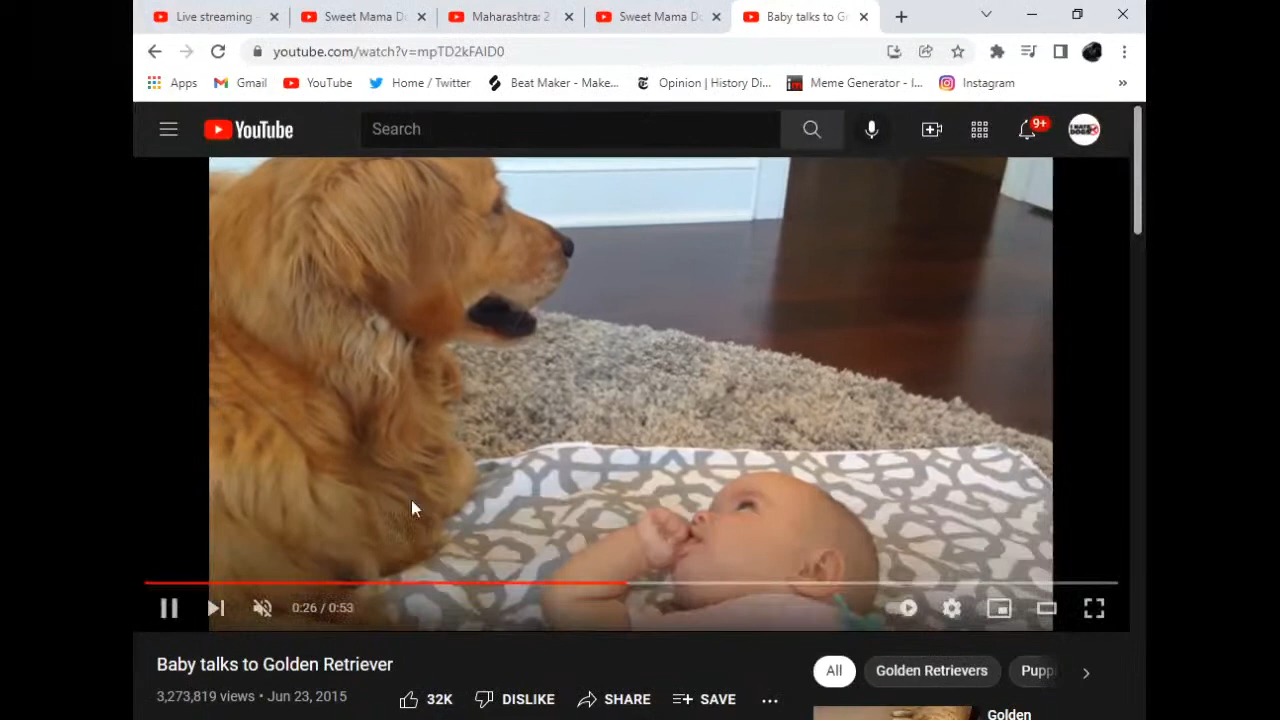 Live streaming
Sweet Mama D
Maharashtra: 2
Sweet Mama D
Baby talks to G
youtube.com/watch?v=mpTD2kFAID0
Apps
Gmail
YouTube
Home / Twitter
Beat Maker - Make...
Opinion | History Di...
Meme Generator - I...
Instagram
»
YouTube
Search
9+
I HATE DOGS
0:26 / 0:53
Baby talks to Golden Retriever
3,273,819 views • Jun 23, 2015
32K
DISLIKE
SHARE
SAVE
...
All
Golden Retrievers
Pupp
Golden